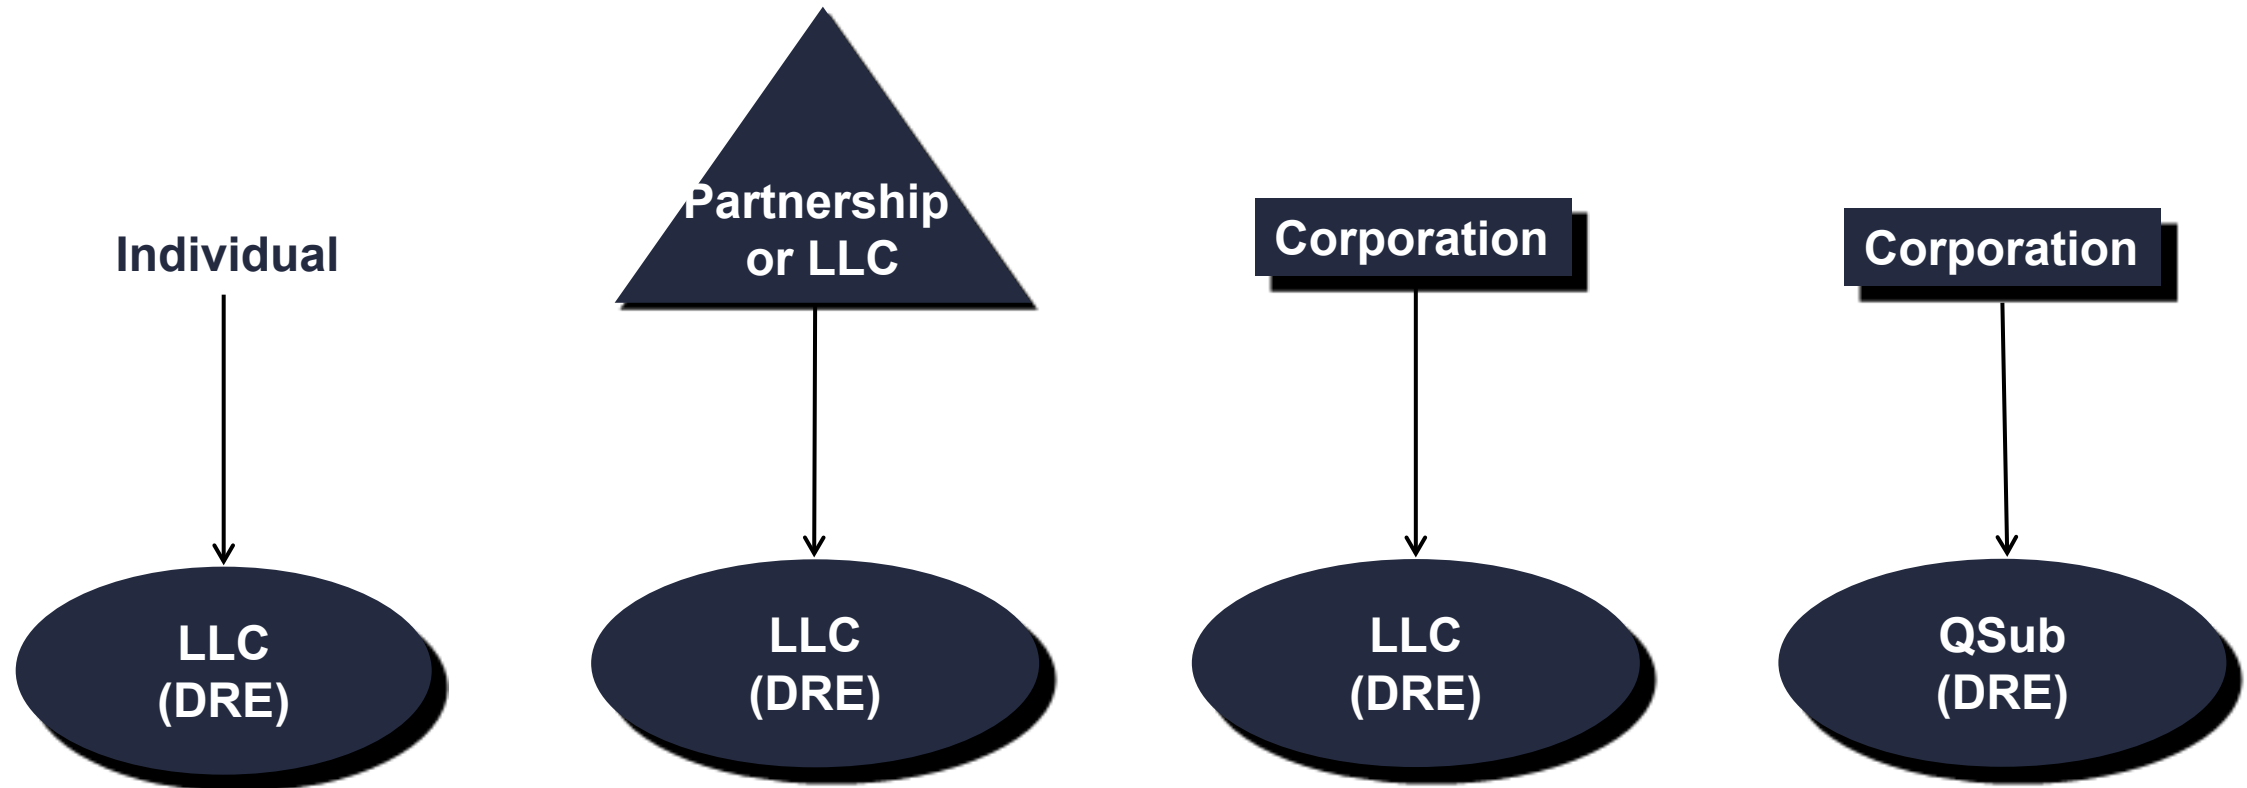 Individual
Partnership
or LLC
Corporation
Corporation
LLC
(DRE)
LLC
(DRE)
LLC
(DRE)
QSub
(DRE)